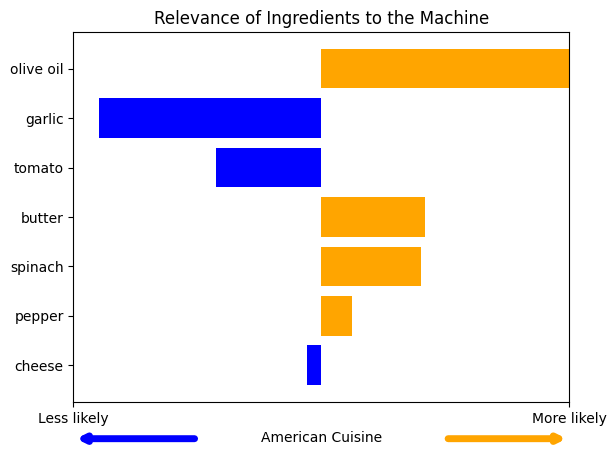 Relevance of Ingredients to the Machine
olive oil
garlic
tomato
butter
spinach
pepper
cheese
Less likely
More likely
American Cuisine